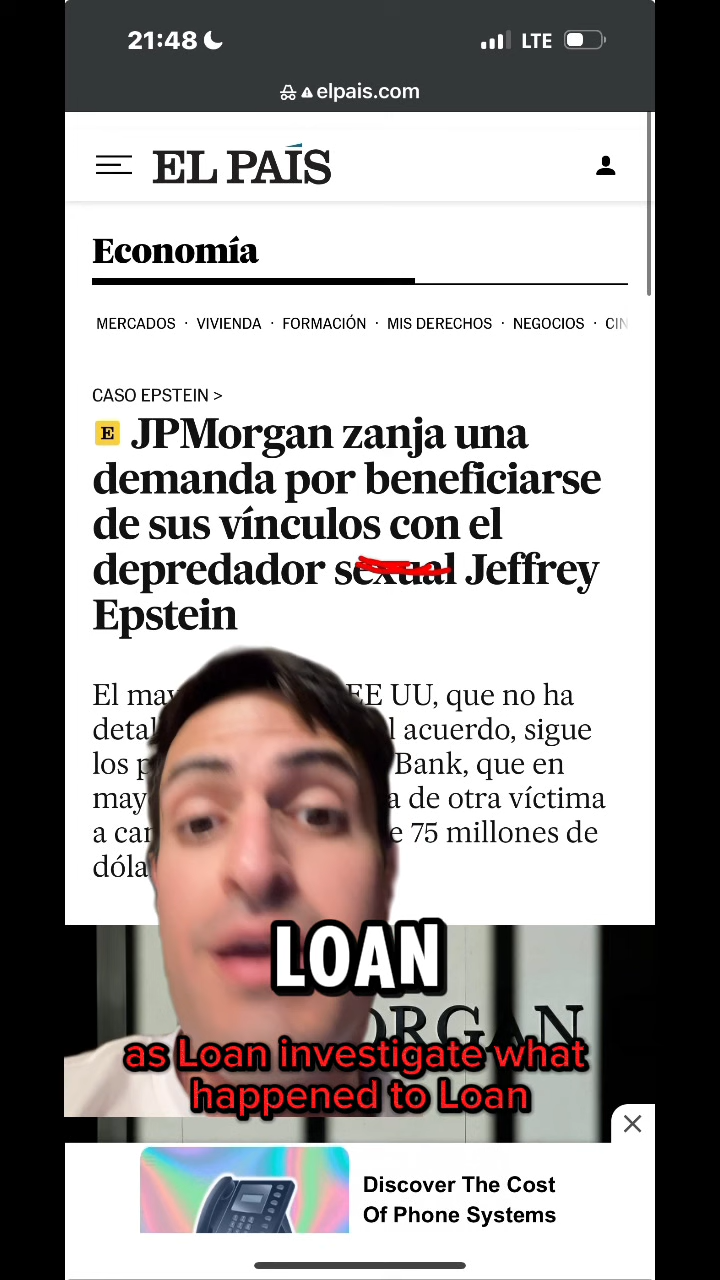 21:48
LTE
elpais.com
EL PAÍS
Economía
MERCADOS · VIVIENDA · FORMACIÓN · MIS DERECHOS · NEGOCIOS · CIN
CASO EPSTEIN >
E JPMorgan zanja una
demanda por beneficiarse
de sus vínculos con el
depredador sexual Jeffrey
Epstein
El may EE UU, que no ha
detal l acuerdo, sigue
los p Bank, que en
may a de otra víctima
a car e 75 millones de
dóla
LOAN
ORGAN
as Loan investigate what
happened to Loan
Discover The Cost
Of Phone Systems